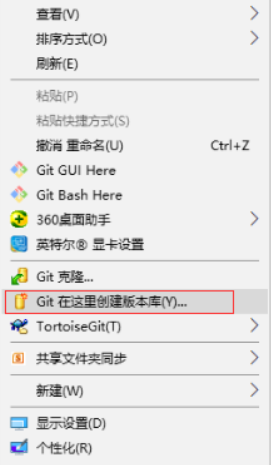 查看(V)
排序方式(O)
刷新(E)
粘贴(P)
粘贴快捷方式(S)
撤消 重命名(U) Ctrl+Z
Git GUI Here
Git Bash Here
360桌面助手
英特尔® 显卡设置
Git 克隆...
Git 在这里创建版本库(Y)...
TortoiseGit(T)
共享文件夹同步
新建(W)
显示设置(D)
个性化(R)